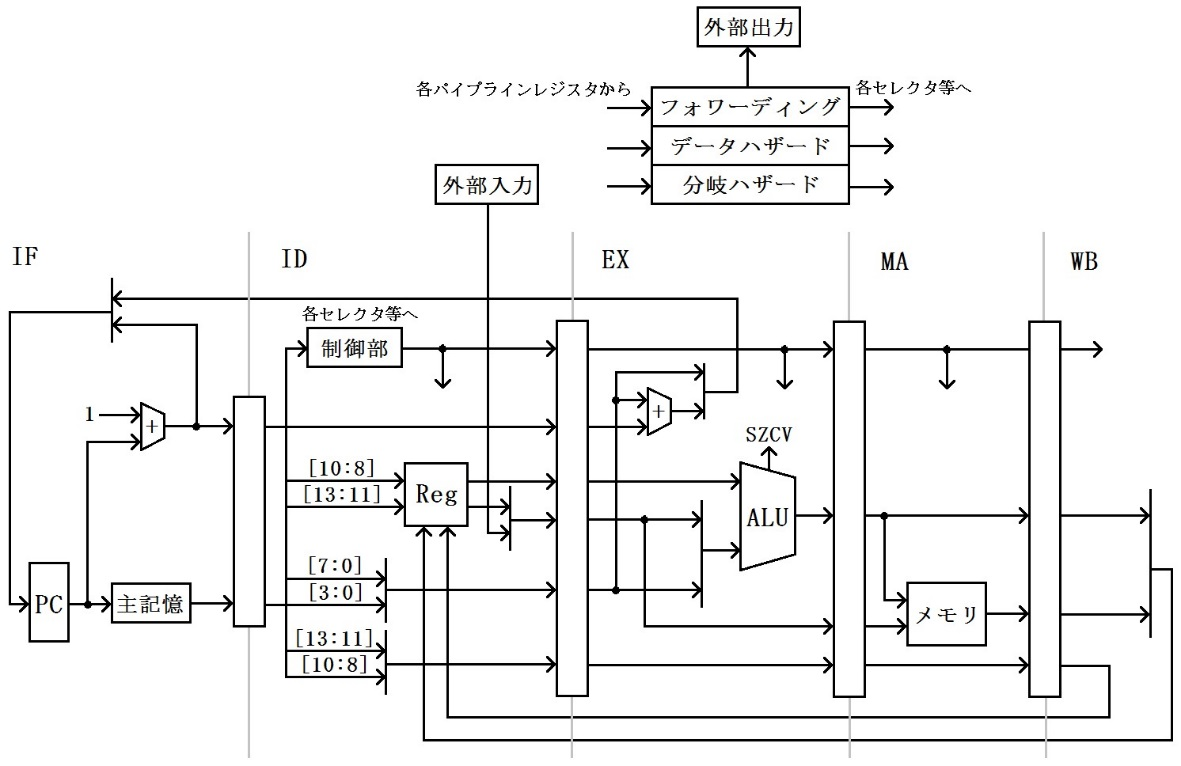 外部出力
各パイプラインレジスタから
各セレクタ等へ
フォワーディング
データハザード
分岐ハザード
外部入力
IF
ID
EX
MA
WB
各セレクタ等へ
制御部
1
+
+
SZCV
[10:8]
[13:11]
Reg
ALU
[7:0]
[3:0]
PC
主記憶
メモリ
[13:11]
[10:8]